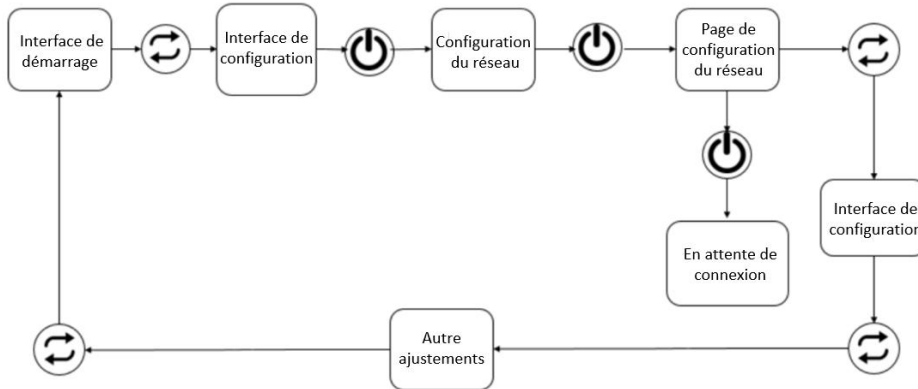 Interface de
démarrage
Interface de
configuration
Configuration
du réseau
Page de
configuration
du réseau
Interface de
configuration
En attente de
connexion
Autre
ajustements